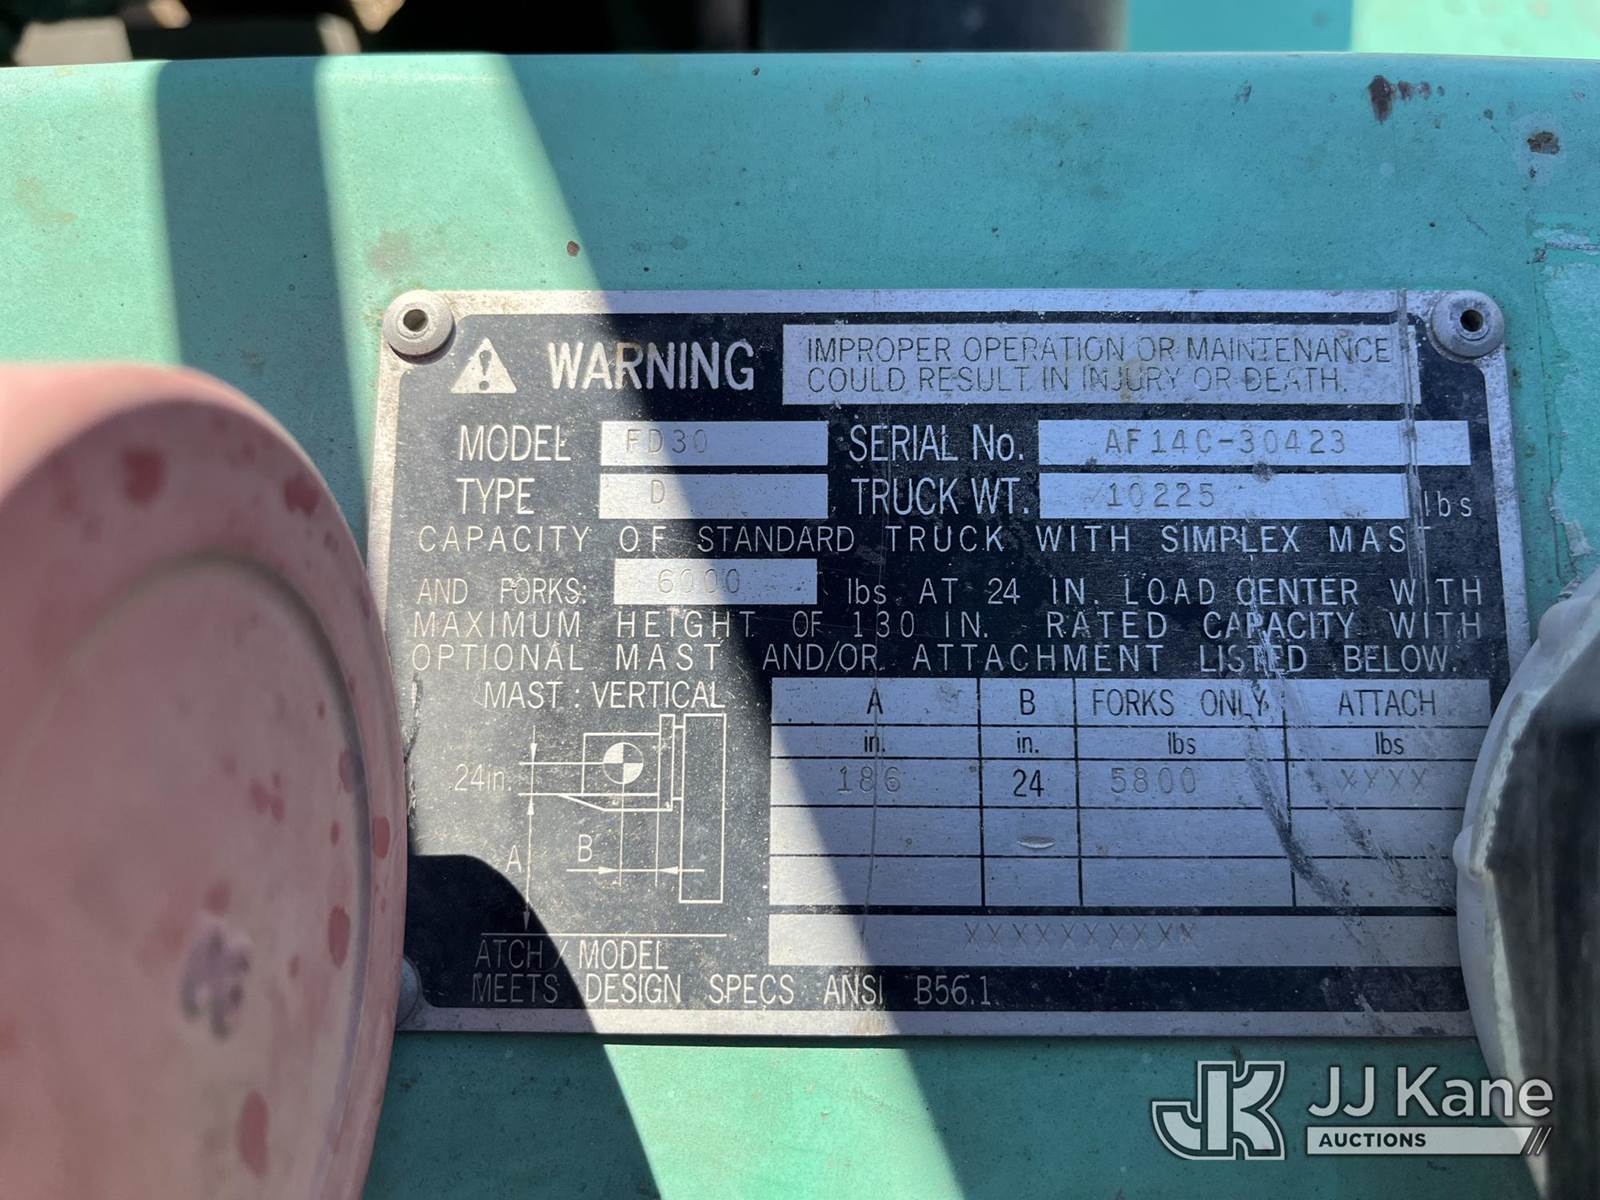 WARNING
IMPROPER OPERATION OR MAINTENANCE
COULD RESULT IN INJURY OR DEATH.
MODEL FD30 SERIAL No. AF14C-30423
TYPE D TRUCK WT. 10225 lbs
CAPACITY OF STANDARD TRUCK WITH SIMPLEX MAST
AND FORKS: 6000 lbs AT 24 IN. LOAD CENTER WITH
MAXIMUM HEIGHT OF 130 IN. RATED CAPACITY WITH
OPTIONAL MAST AND/OR ATTACHMENT LISTED BELOW.
MAST : VERTICAL
A B FORKS ONLY ATTACH
in. in. lbs lbs
186 24 5800 XXXX
24in.
A
B
XXXXXXXXXX
ATCH / MODEL
MEETS DESIGN SPECS ANSI B56.1
JK JJ Kane
AUCTIONS